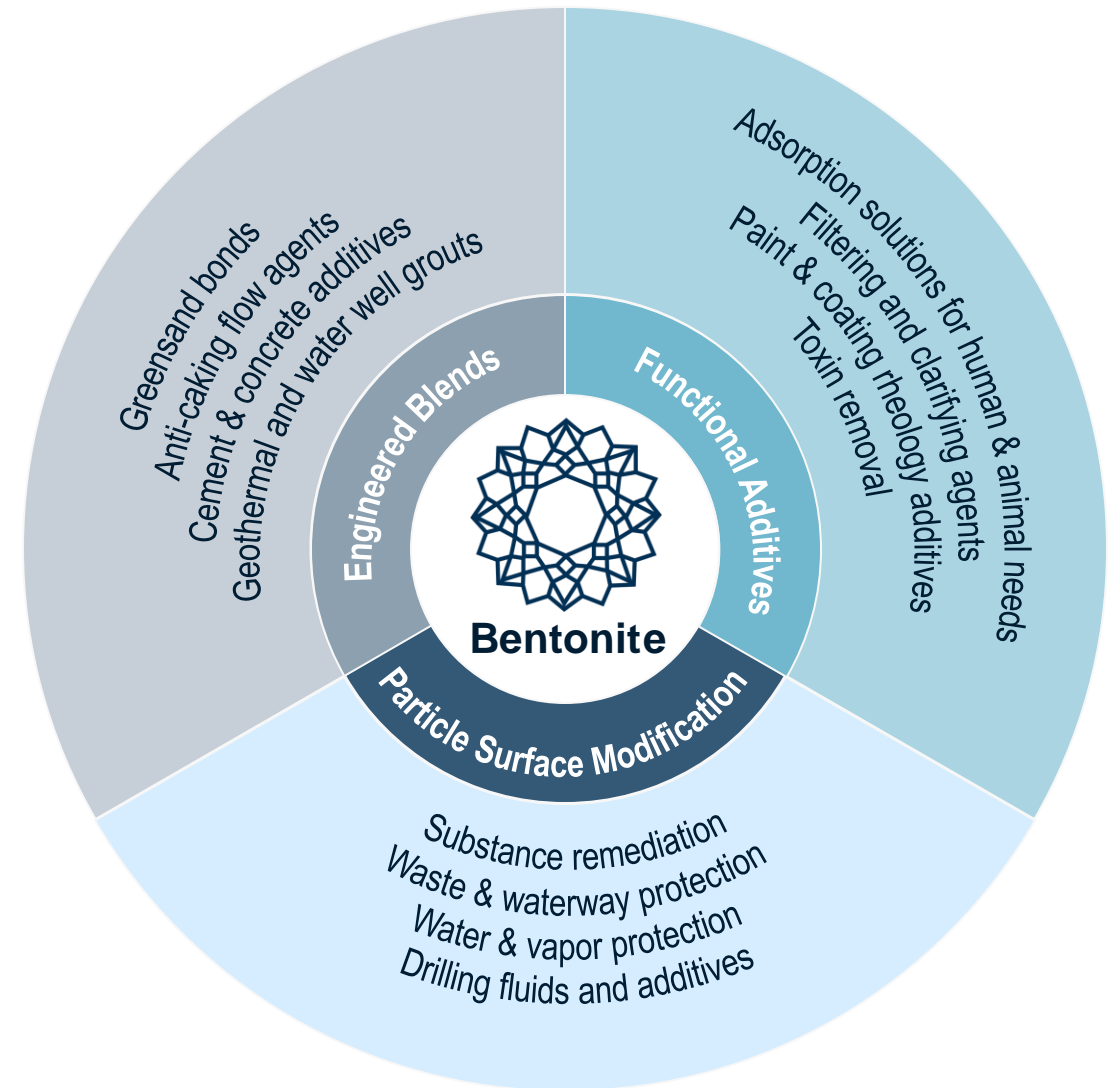 Greensand bonds
Anti-caking flow agents
Cement & concrete additives
Geothermal and water well grouts
Engineered Blends
Adsorption solutions for human & animal needs
Filtering and clarifying agents
Paint & coating rheology additives
Toxin removal
Functional Additives
Bentonite
Particle Surface Modification
Substance remediation
Waste & waterway protection
Water & vapor protection
Drilling fluids and additives